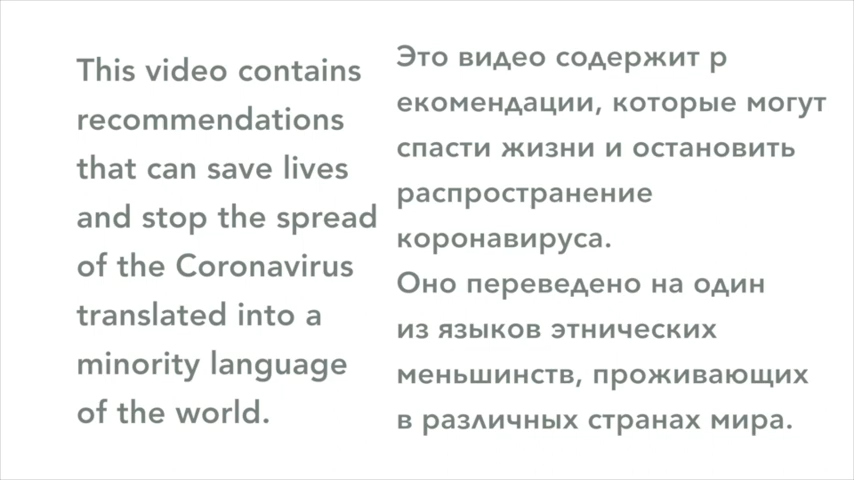 This video contains
recommendations
that can save lives
and stop the spread
of the Coronavirus
translated into a
minority language
of the world.
Это видео содержит р
екомендации, которые могут
спасти жизни и остановить
распространение
коронавируса.
Оно переведено на один
из языков этнических
меньшинств, проживающих
в различных странах мира.